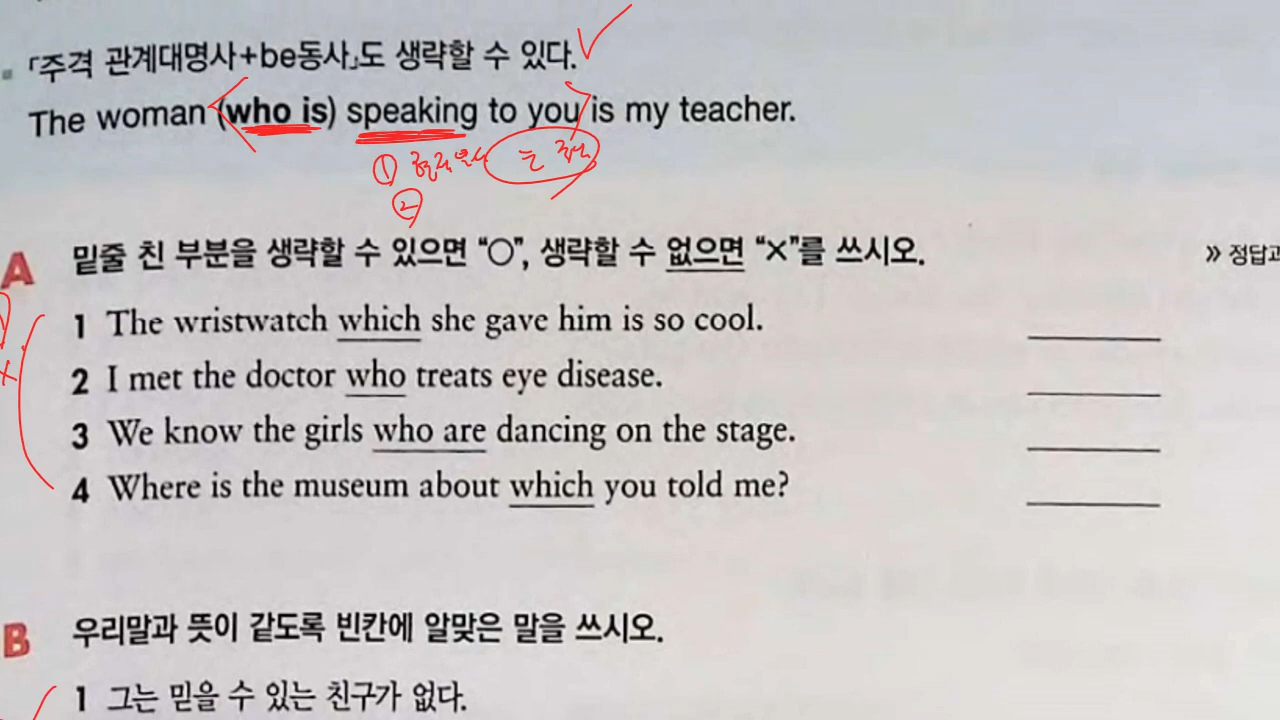 「주격 관계대명사+be동사」도 생략할 수 있다.
The woman (who is) speaking to you is my teacher.
①
②
A 밑줄 친 부분을 생략할 수 있으면 “○”, 생략할 수 없으면 “×”를 쓰시오.
» 정답과
1 The wristwatch which she gave him is so cool.
2 I met the doctor who treats eye disease.
3 We know the girls who are dancing on the stage.
4 Where is the museum about which you told me?
B 우리말과 뜻이 같도록 빈칸에 알맞은 말을 쓰시오.
1 그는 믿을 수 있는 친구가 없다.